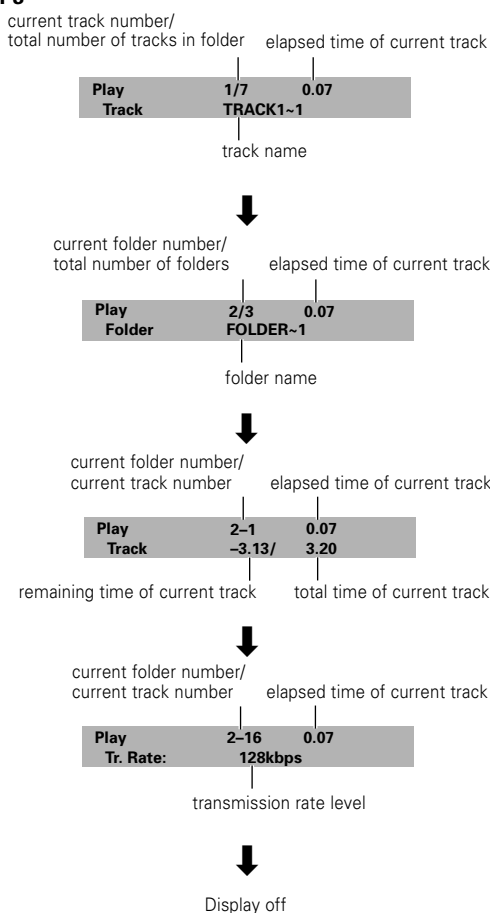 current track number/
total number of tracks in folder elapsed time of current track
Play 1/7 0.07
Track TRACK1~1
track name
current folder number/
total number of folders elapsed time of current track
Play 2/3 0.07
Folder FOLDER~1
folder name
current folder number/
current track number elapsed time of current track
Play 2–1 0.07
Track –3.13/ 3.20
remaining time of current track total time of current track
current folder number/
current track number elapsed time of current track
Play 2–16 0.07
Tr. Rate: 128kbps
transmission rate level
Display off